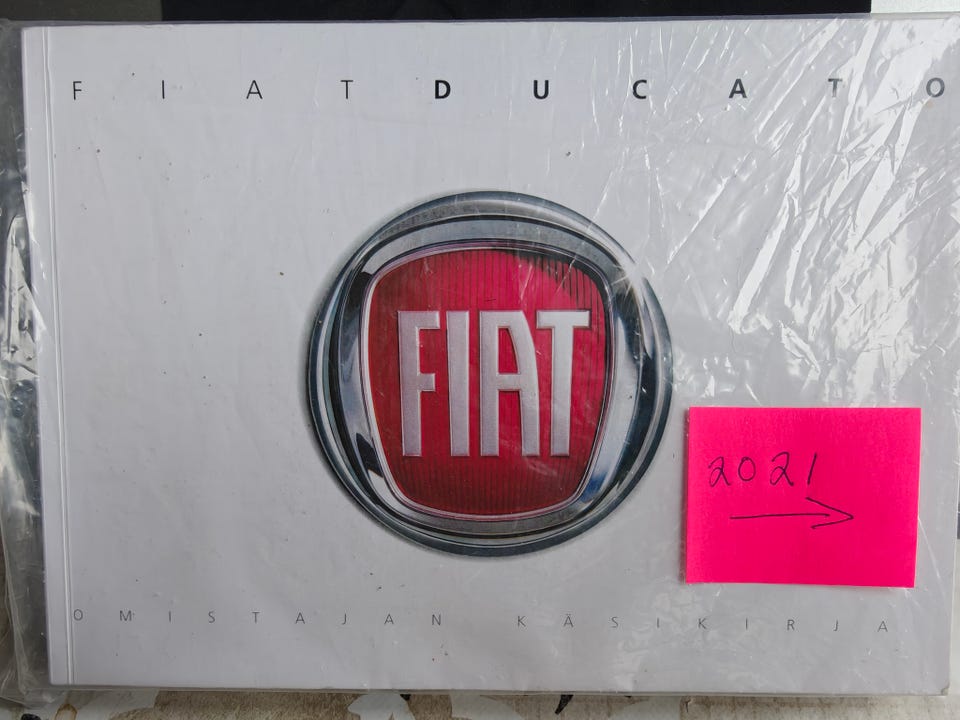 FIAT DUCATO
FIAT
2021
→
OMISTAJAN KÄSIKIRJA